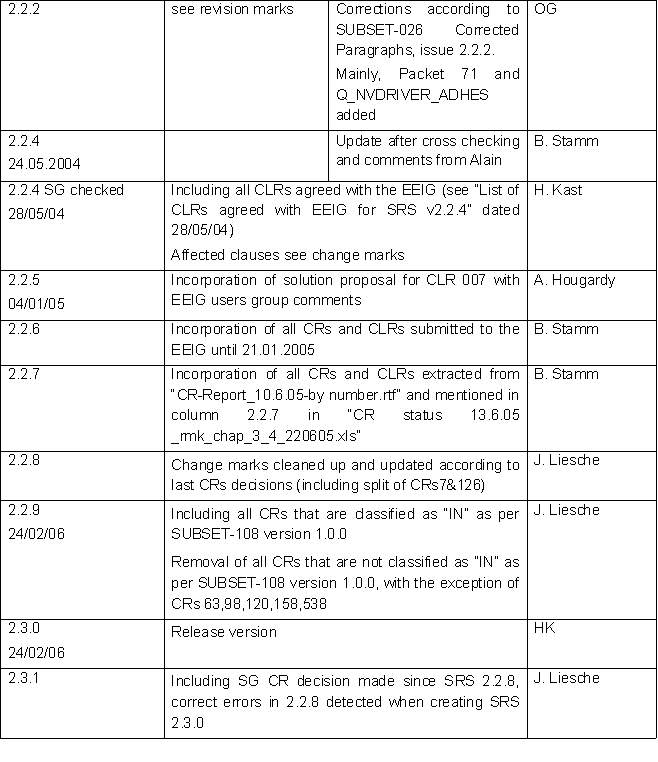 2.2.2
see revision marks
Corrections according to
SUBSET-026 Corrected
Paragraphs, issue 2.2.2.
Mainly, Packet 71 and
Q_NVDRIVER_ADHES
added
OG
2.2.4
24.05.2004
Update after cross checking
and comments from Alain
B. Stamm
2.2.4 SG checked
28/05/04
Including all CLRs agreed with the EEIG (see "List of
CLRs agreed with EEIG for SRS v2.2.4" dated
28/05/04)
Affected clauses see change marks
H. Kast
2.2.5
04/01/05
Incorporation of solution proposal for CLR 007 with
EEIG users group comments
A. Hougardy
2.2.6
Incorporation of all CRs and CLRs submitted to the
EEIG until 21.01.2005
B. Stamm
2.2.7
Incorporation of all CRs and CLRs extracted from
"CR-Report_10.6.05-by number.rtf" and mentioned in
column 2.2.7 in "CR status 13.6.05
_rmk_chap_3_4_220605.xls"
B. Stamm
2.2.8
Change marks cleaned up and updated according to
last CRs decisions (including split of CRs7&126)
J. Liesche
2.2.9
24/02/06
Including all CRs that are classified as "IN" as per
SUBSET-108 version 1.0.0
Removal of all CRs that are not classified as "IN" as
per SUBSET-108 version 1.0.0, with the exception of
CRs 63,98,120,158,538
J. Liesche
2.3.0
24/02/06
Release version
HK
2.3.1
Including SG CR decision made since SRS 2.2.8,
correct errors in 2.2.8 detected when creating SRS
2.3.0
J. Liesche